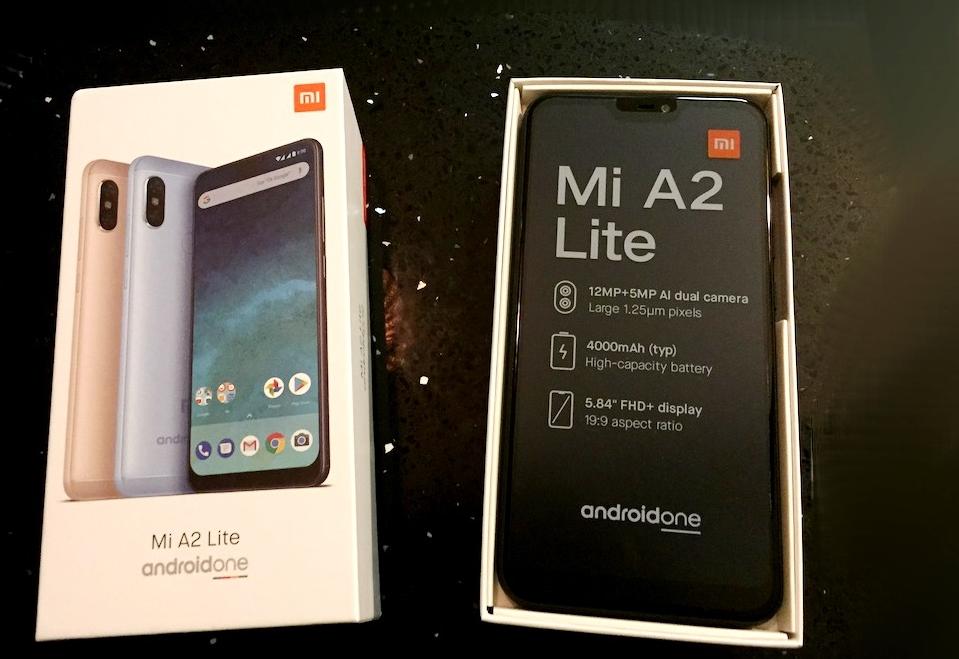 mi
andr
Mi A2 Lite
androidone
mi
Mi A2
Lite
12MP+5MP AI dual camera
Large 1.25µm pixels
4000mAh (typ)
High-capacity battery
5.84" FHD+ display
19:9 aspect ratio
androidone